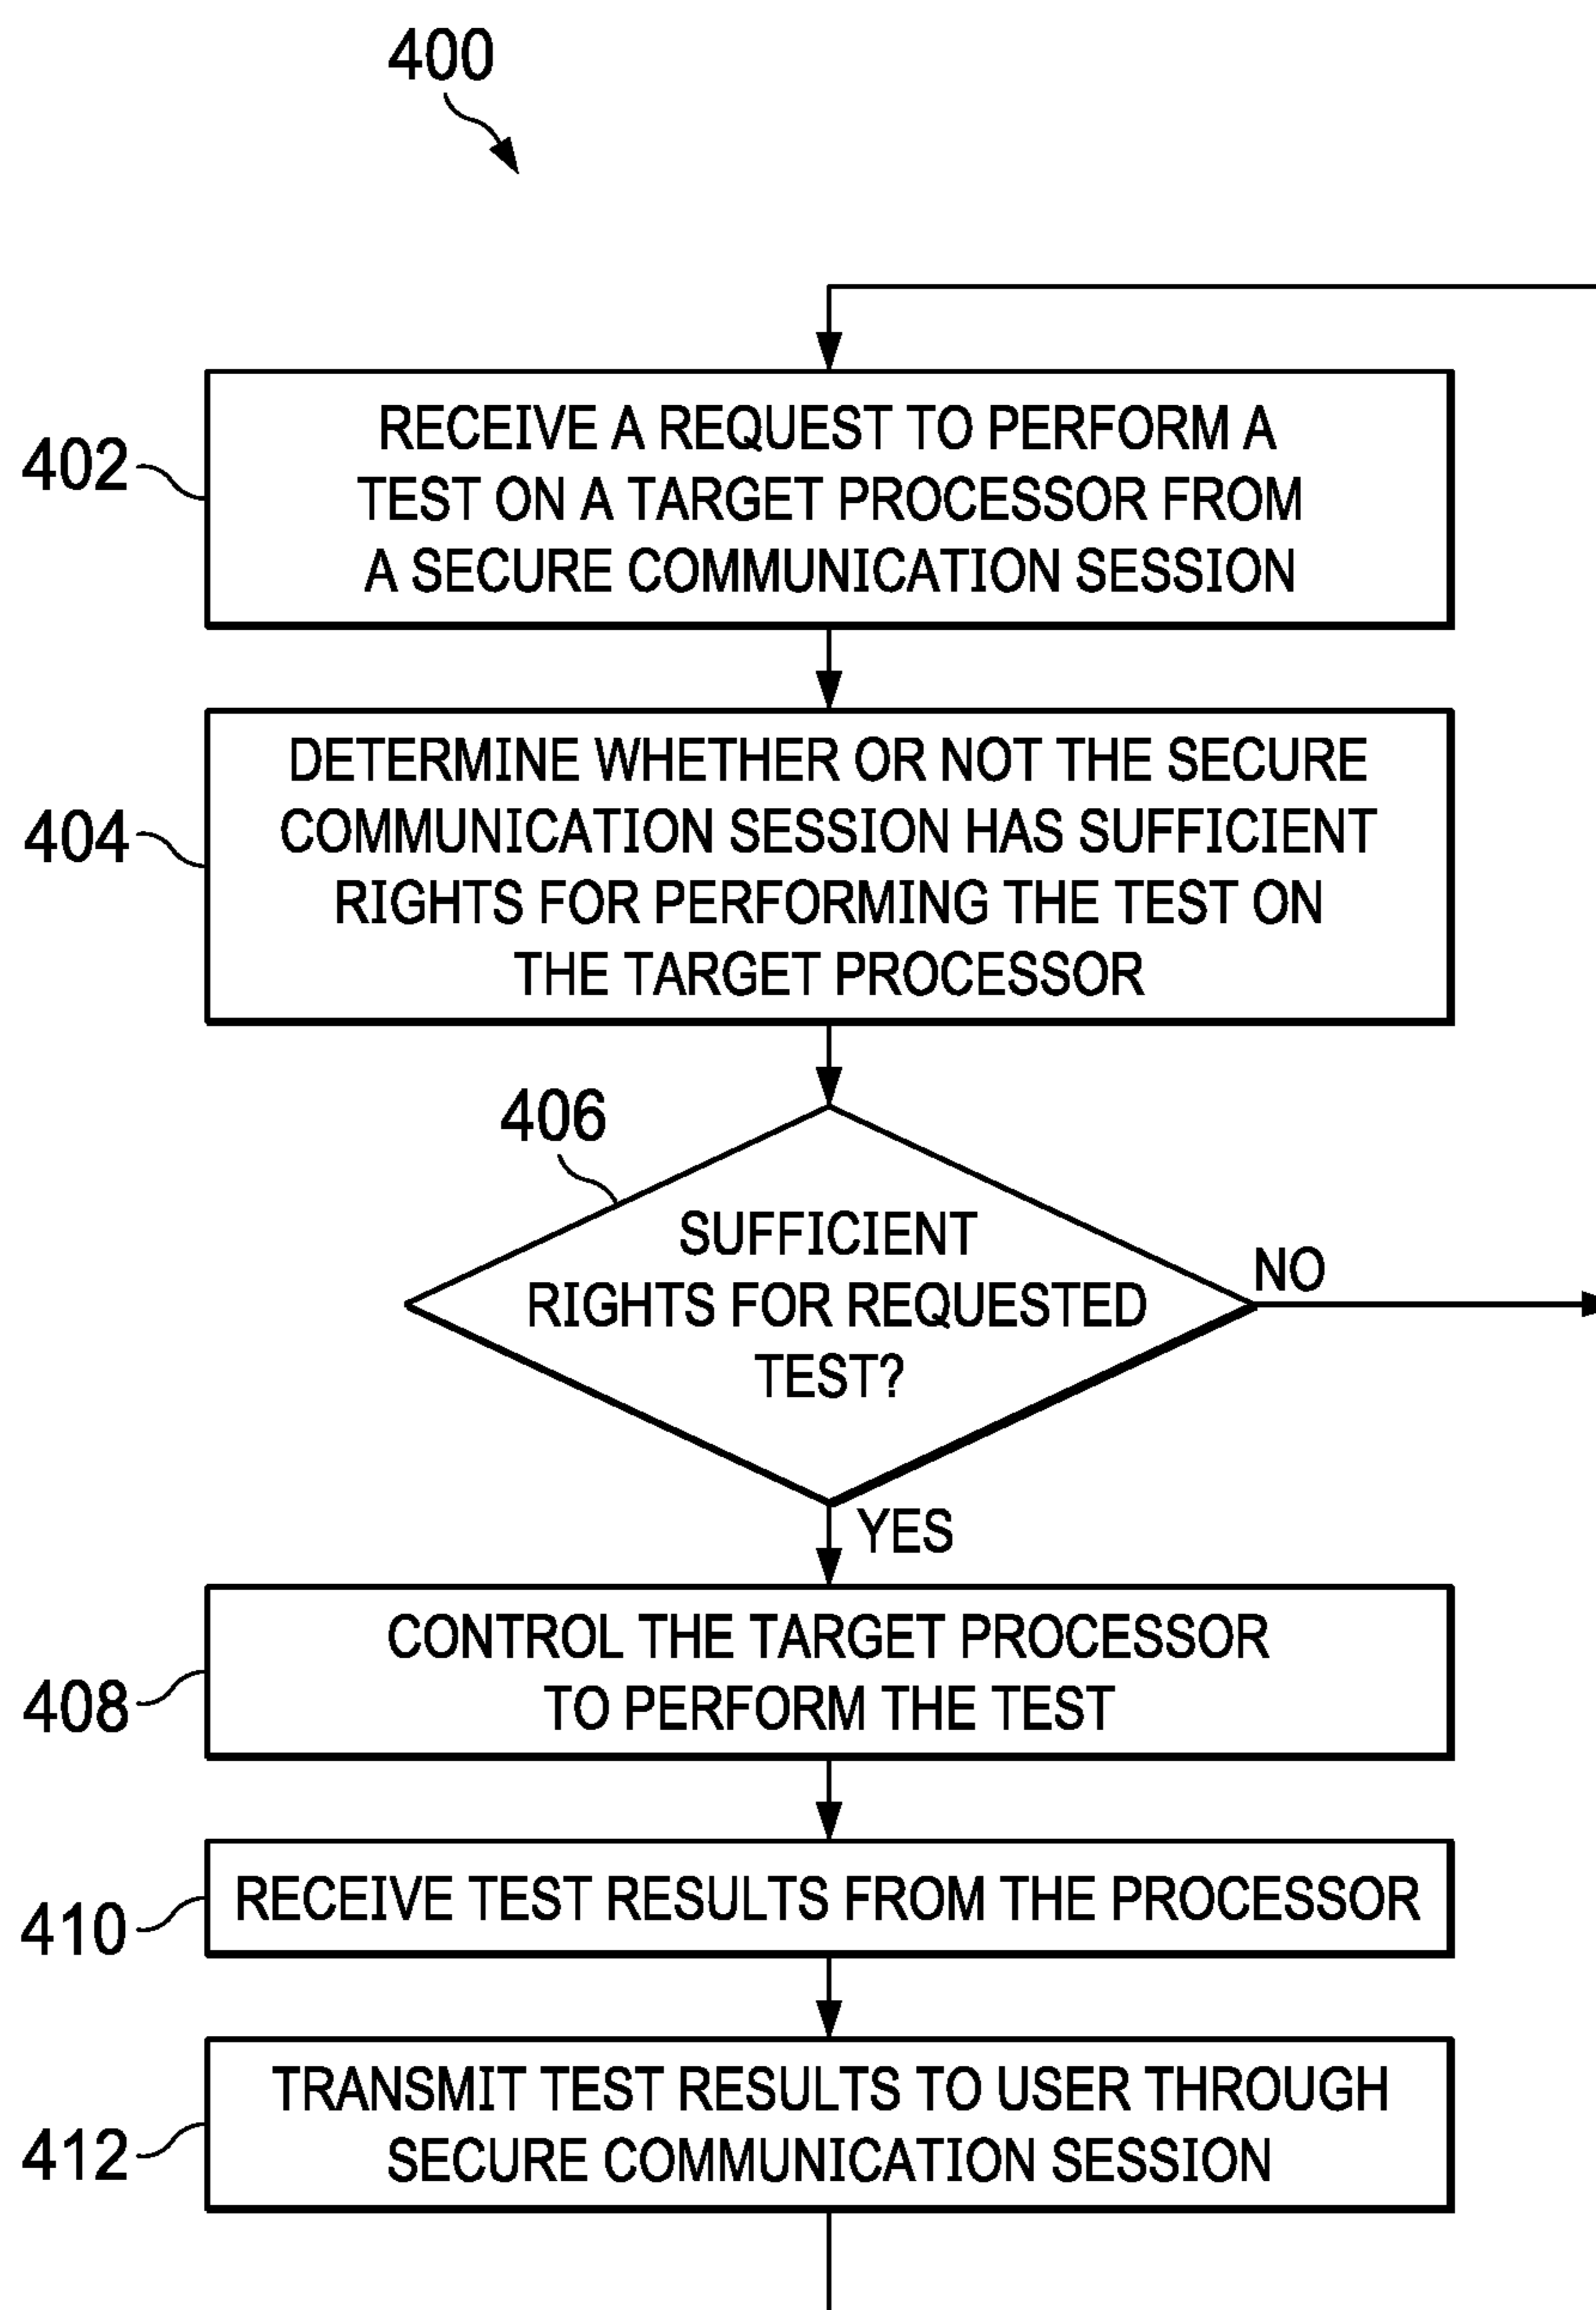 400
402
RECEIVE A REQUEST TO PERFORM A
TEST ON A TARGET PROCESSOR FROM
A SECURE COMMUNICATION SESSION
404
DETERMINE WHETHER OR NOT THE SECURE
COMMUNICATION SESSION HAS SUFFICIENT
RIGHTS FOR PERFORMING THE TEST ON
THE TARGET PROCESSOR
406
SUFFICIENT
RIGHTS FOR REQUESTED
TEST?
NO
YES
408
CONTROL THE TARGET PROCESSOR
TO PERFORM THE TEST
410
RECEIVE TEST RESULTS FROM THE PROCESSOR
412
TRANSMIT TEST RESULTS TO USER THROUGH
SECURE COMMUNICATION SESSION